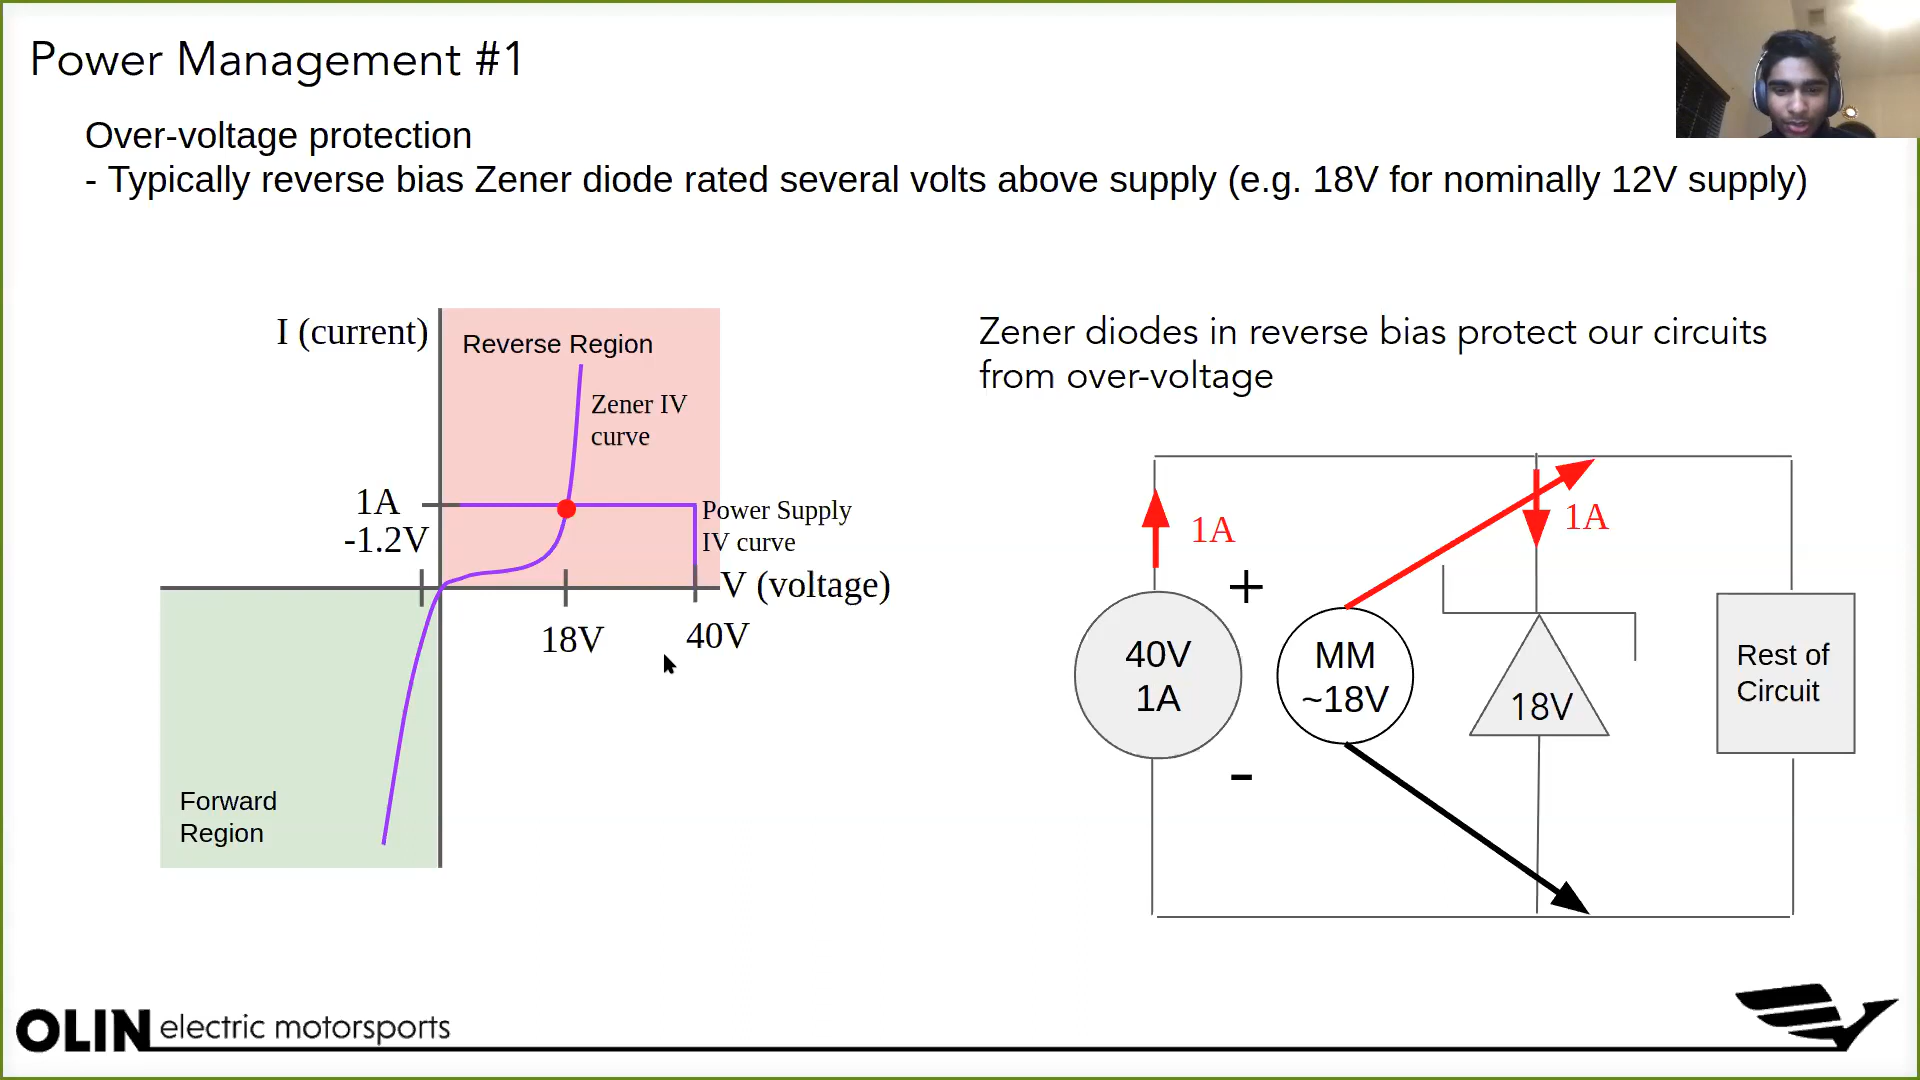 Power Management #1
Over-voltage protection
- Typically reverse bias Zener diode rated several volts above supply (e.g. 18V for nominally 12V supply)
I (current)
Reverse Region
Zener IV
curve
1A
-1.2V
Power Supply
IV curve
V (voltage)
18V
40V
Forward
Region
Zener diodes in reverse bias protect our circuits
from over-voltage
1A
1A
+
-
40V
1A
MM
~18V
18V
Rest of
Circuit
OLIN electric motorsports